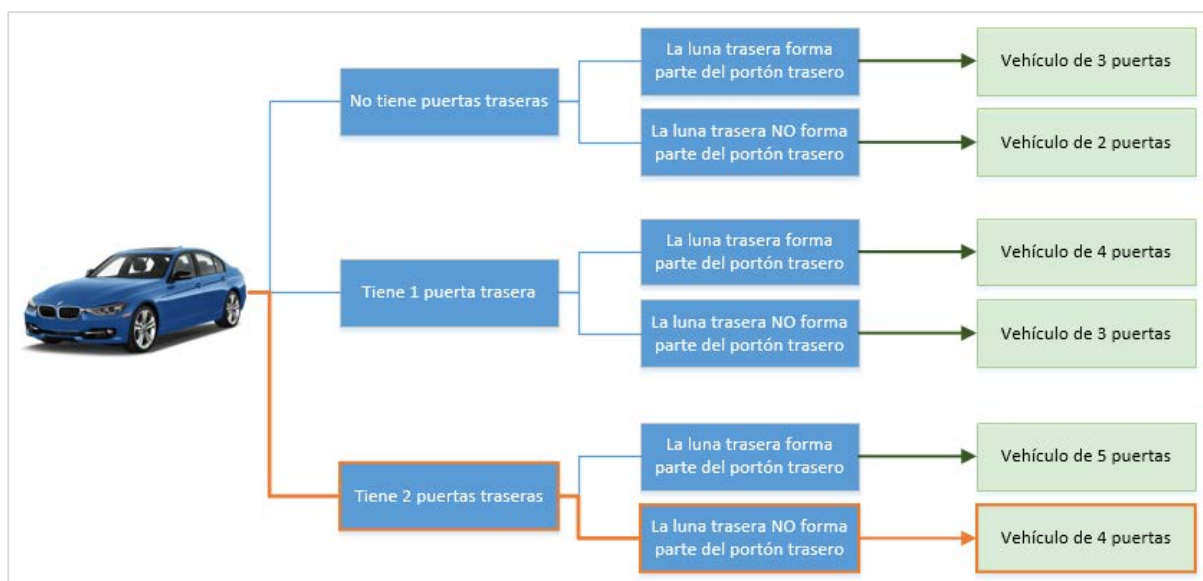 No tiene puertas traseras
La luna trasera forma
parte del portón trasero
Vehículo de 3 puertas
La luna trasera NO forma
parte del portón trasero
Vehículo de 2 puertas
Tiene 1 puerta trasera
La luna trasera forma
parte del portón trasero
Vehículo de 4 puertas
La luna trasera NO forma
parte del portón trasero
Vehículo de 3 puertas
Tiene 2 puertas traseras
La luna trasera forma
parte del portón trasero
Vehículo de 5 puertas
La luna trasera NO forma
parte del portón trasero
Vehículo de 4 puertas